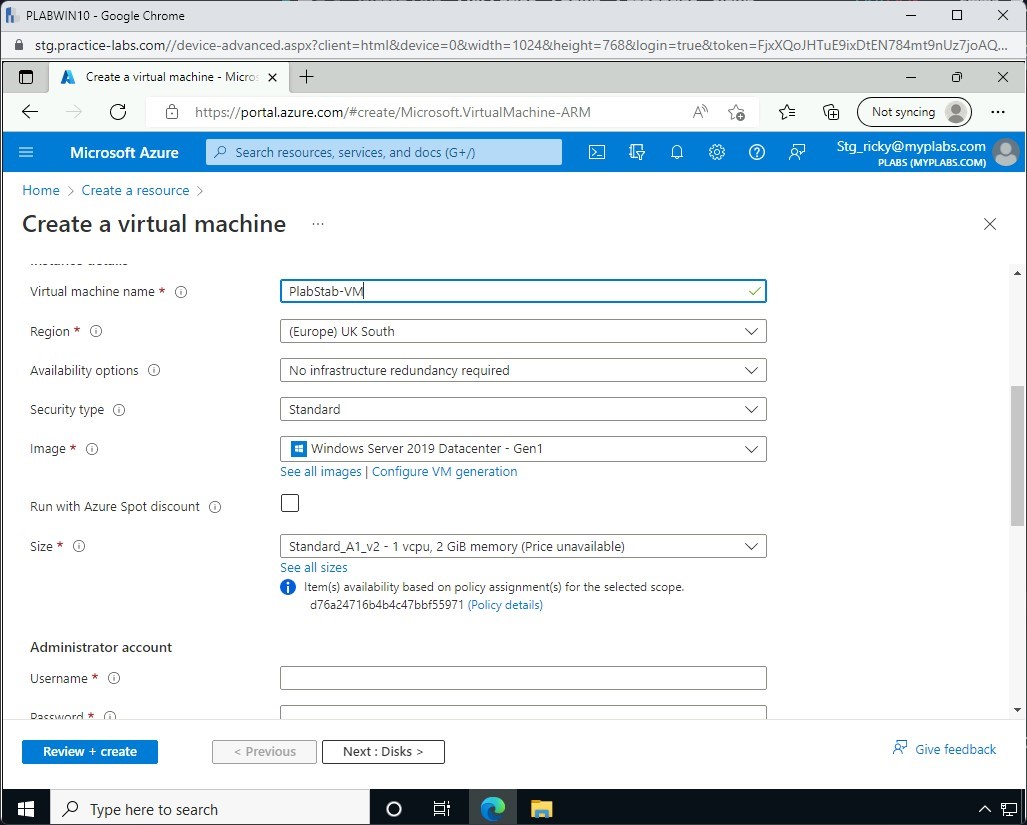 PLABWIN10 - Google Chrome
stg.practice-labs.com//device-advanced.aspx?client=html&device=0&width=1024&height=768&login=true&token=FjxXQoJHTuE9ixDtEN784mt9nUz7joAQ...
Create a virtual machine - Micros
https://portal.azure.com/#create/Microsoft.VirtualMachine-ARM
Not syncing
Microsoft Azure
Search resources, services, and docs (G+/)
Stg_ricky@myplabs.com
PLABS (MYPLABS.COM)
Home > Create a resource >
Create a virtual machine ...
Instance details
Virtual machine name * PlabStab-VM
Region * (Europe) UK South
Availability options No infrastructure redundancy required
Security type Standard
Image * Windows Server 2019 Datacenter - Gen1
See all images | Configure VM generation
Run with Azure Spot discount
Size * Standard_A1_v2 - 1 vcpu, 2 GiB memory (Price unavailable)
See all sizes
Item(s) availability based on policy assignment(s) for the selected scope.
d76a24716b4b4c47bbf55971 (Policy details)
Administrator account
Username *
Password *
Review + create
< Previous
Next : Disks >
Give feedback
Type here to search